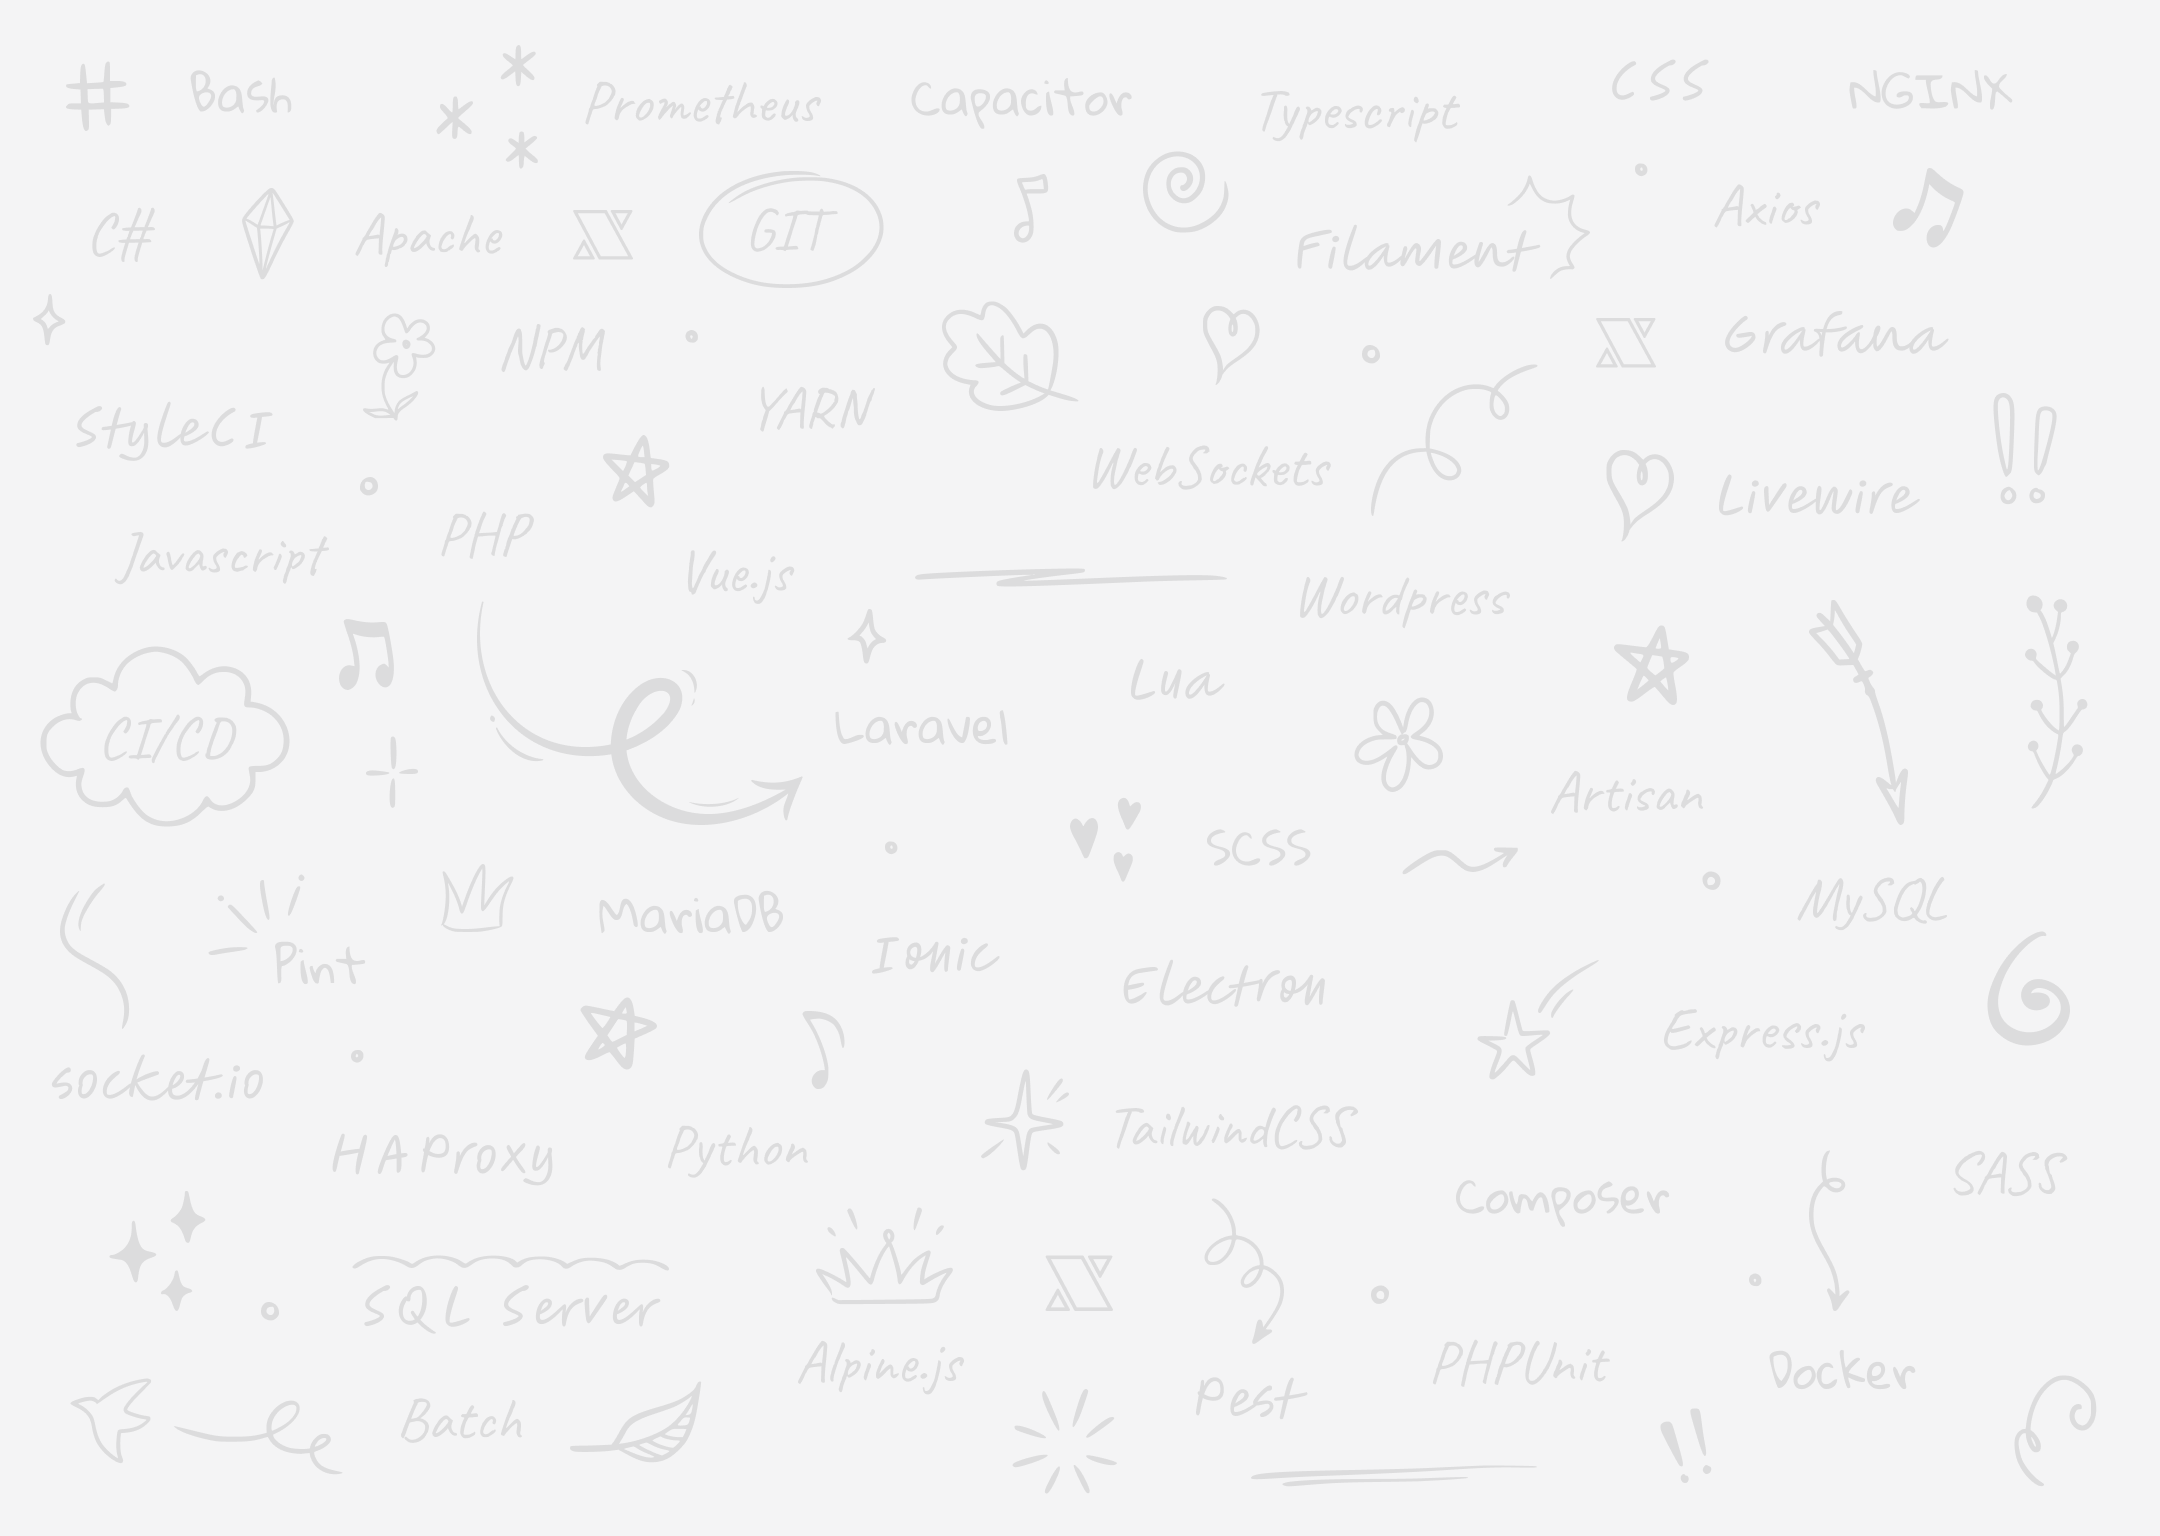 # Bash
Prometheus
Capacitor
Typescript
CSS
NGINX
C#
Apache
GIT
Filament
Axios
NPM
Grafana
StyleCI
YARN
WebSockets
Livewire
!!
Javascript
PHP
Vue.js
Wordpress
Lua
CI/CD
Laravel
Artisan
SCSS
MariaDB
MySQL
Pint
Ionic
Electron
Express.js
socket.io
HAProxy
Python
TailwindCSS
Composer
SASS
SQL Server
Alpine.js
Pest
PHPUnit
Docker
Batch
!!